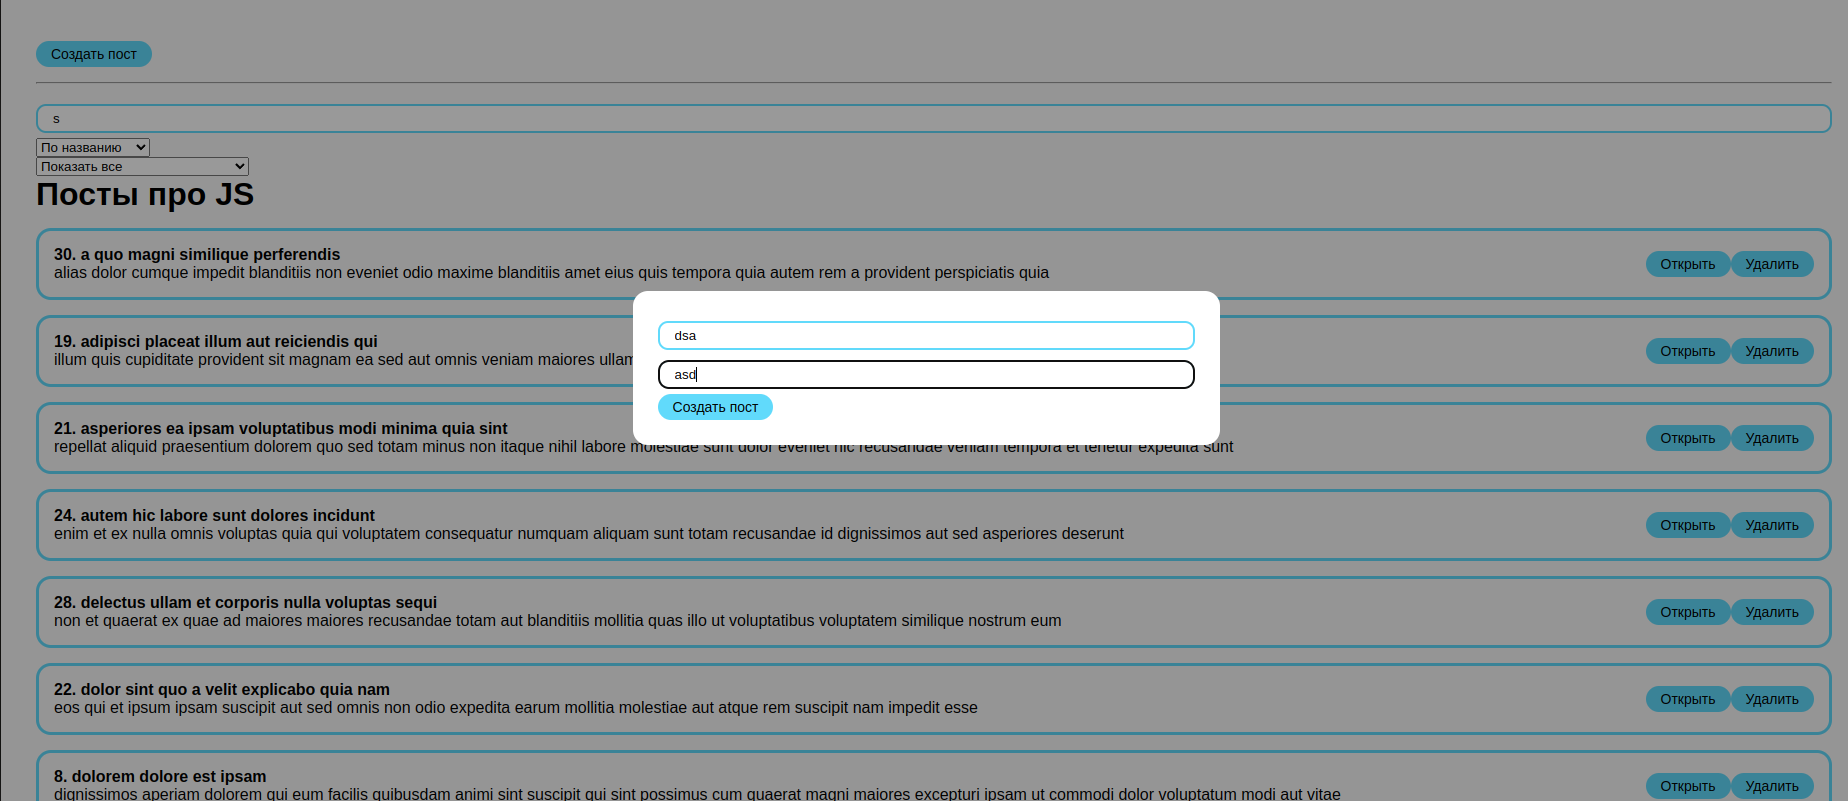 Создать пост
s
По названию
Показать все
Посты про JS
30. a quo magni similique perferendis
alias dolor cumque impedit blanditiis non eveniet odio maxime blanditiis amet eius quis tempora quia autem rem a provident perspiciatis quia
Открыть Удалить
dsa
asd
Создать пост
19. adipisci placeat illum aut reiciendis qui
illum quis cupiditate provident sit magnam ea sed aut omnis veniam maiores ullam
Открыть Удалить
21. asperiores ea ipsam voluptatibus modi minima quia sint
repellat aliquid praesentium dolorem quo sed totam minus non itaque nihil labore molestiae sunt dolor eveniet hic recusandae veniam tempora et tenetur expedita sunt
Открыть Удалить
24. autem hic labore sunt dolores incidunt
enim et ex nulla omnis voluptas quia qui voluptatem consequatur numquam aliquam sunt totam recusandae id dignissimos aut sed asperiores deserunt
Открыть Удалить
28. delectus ullam et corporis nulla voluptas sequi
non et quaerat ex quae ad maiores maiores recusandae totam aut blanditiis mollitia quas illo ut voluptatibus voluptatem similique nostrum eum
Открыть Удалить
22. dolor sint quo a velit explicabo quia nam
eos qui et ipsum ipsam suscipit aut sed omnis non odio expedita earum mollitia molestiae aut atque rem suscipit nam impedit esse
Открыть Удалить
8. dolorem dolore est ipsam
dignissimos aperiam dolorem qui eum facilis quibusdam animi sint suscipit qui sint possimus cum quaerat magni maiores excepturi ipsam ut commodi dolor voluptatum modi aut vitae
Открыть Удалить